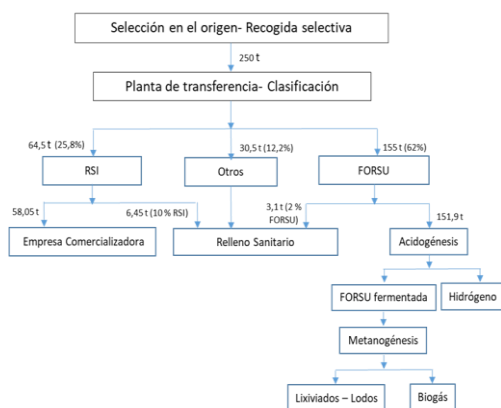 Selección en el origen- Recogida selectiva
250 t
Planta de transferencia- Clasificación
64,5 t (25,8%)
30,5 t (12,2%)
155 t (62%)
RSI
Otros
FORSU
58,05 t
6,45 t (10 % RSI)
3,1 t (2 %
FORSU)
151,9 t
Empresa Comercializadora
Relleno Sanitario
Acidogénesis
FORSU fermentada
Hidrógeno
Metanogénesis
Lixiviados – Lodos
Biogás